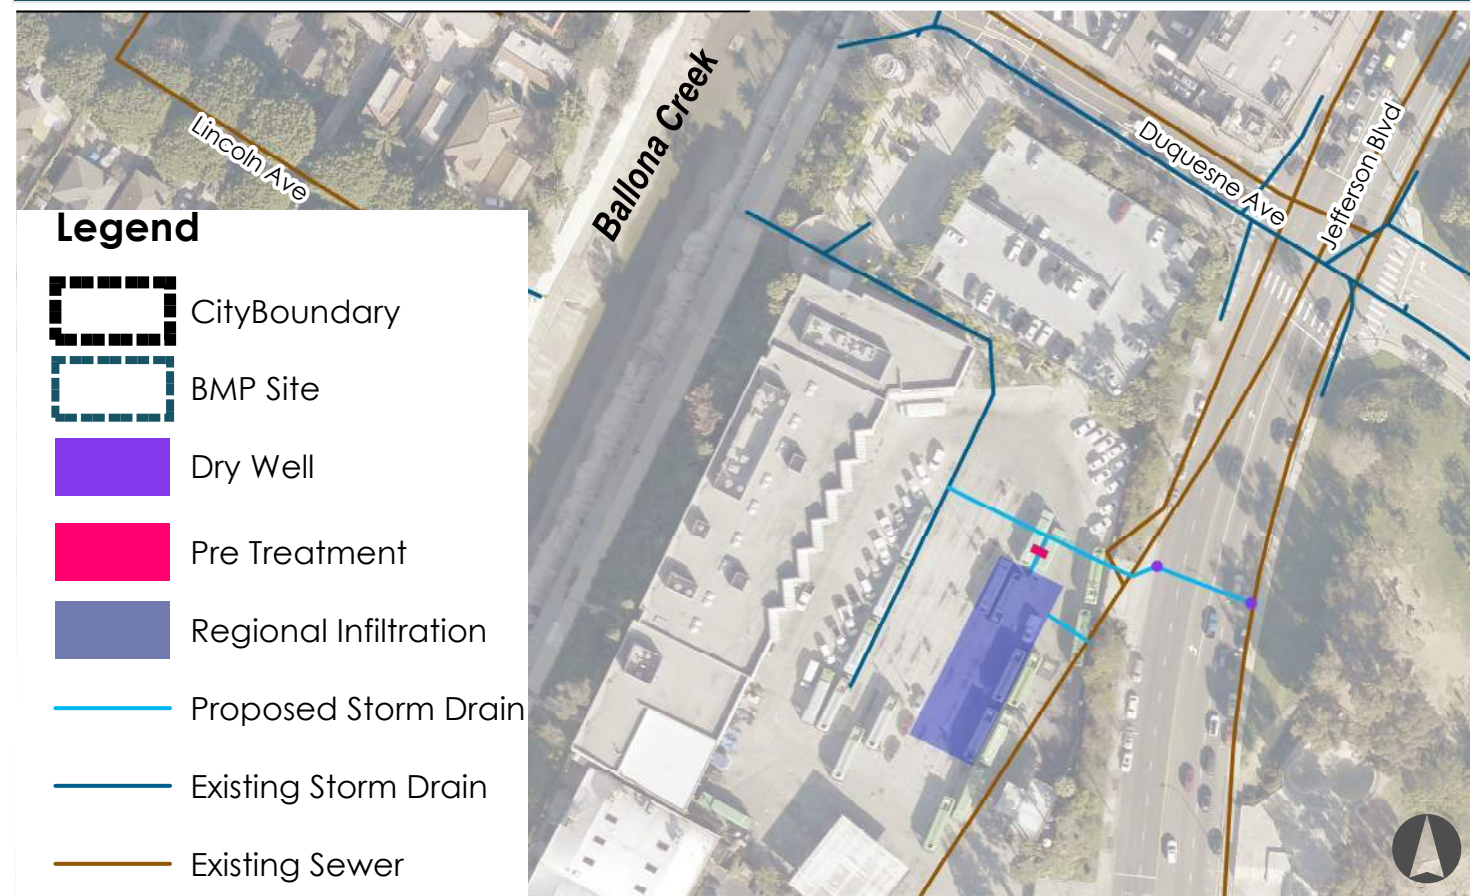 Lincoln Ave
Ballona Creek
Duquesne Ave
Jefferson Blvd
Legend
CityBoundary
BMP Site
Dry Well
Pre Treatment
Regional Infiltration
Proposed Storm Drain
Existing Storm Drain
Existing Sewer